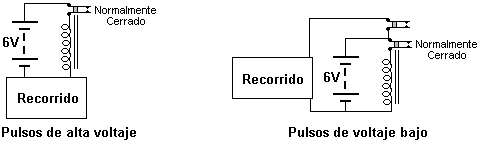 Normalmente
Cerrado
6V
Recorrido
Pulsos de alta voltaje
Normalmente
Cerrado
6V
Recorrido
Pulsos de voltaje bajo